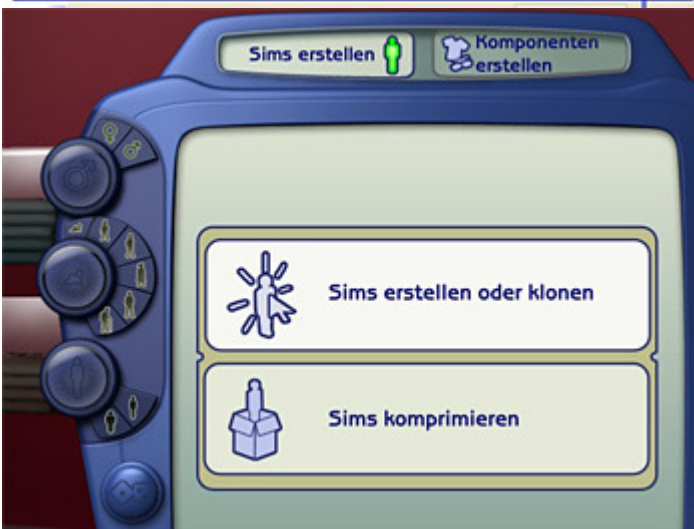 Sims erstellen
Komponenten
erstellen
Sims erstellen oder klonen
Sims komprimieren